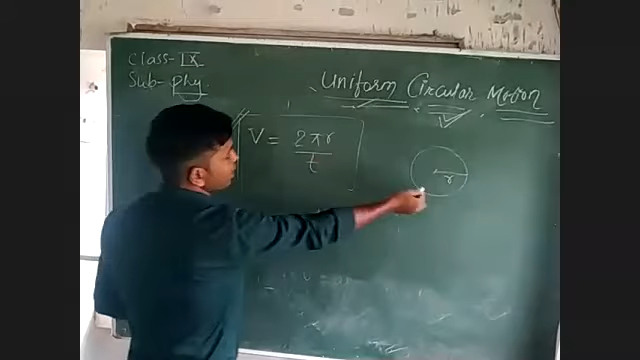 Class-IX
Sub- phy
Uniform Circular Motion
V = 2πr
t
r